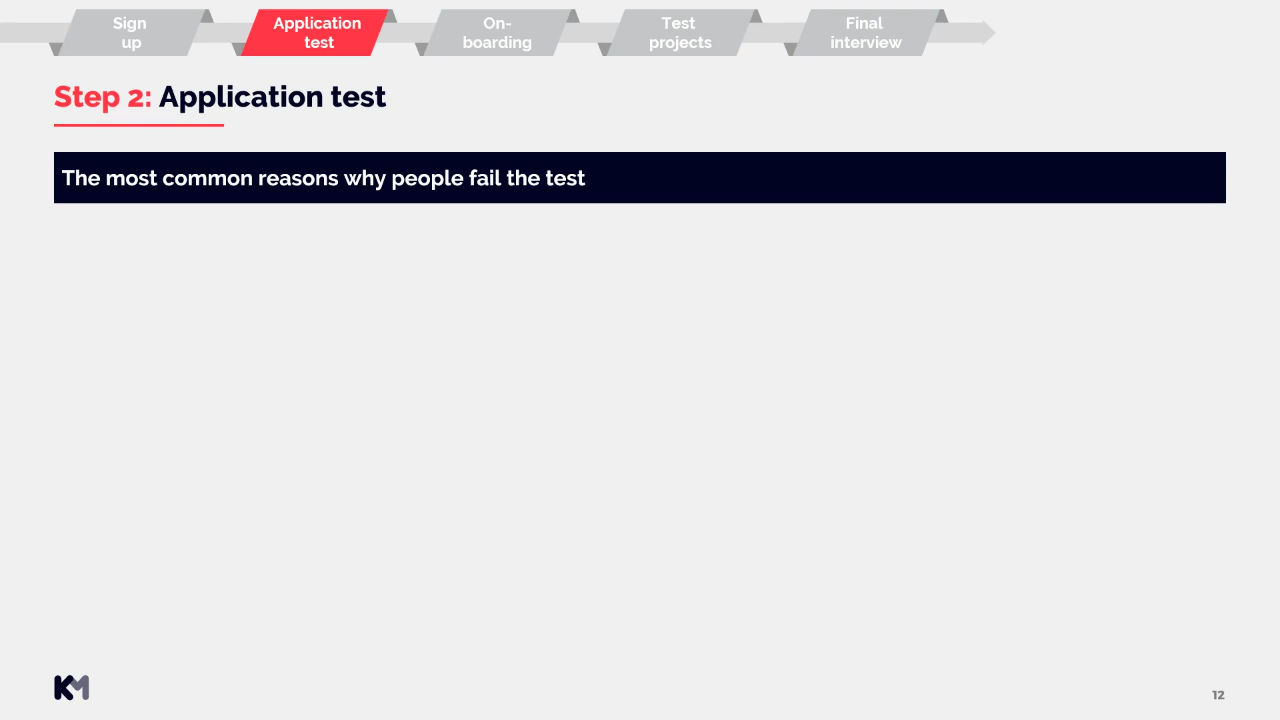 Sign
up
Application
test
On-
boarding
Test
projects
Final
interview
Step 2: Application test
The most common reasons why people fail the test
KM
12